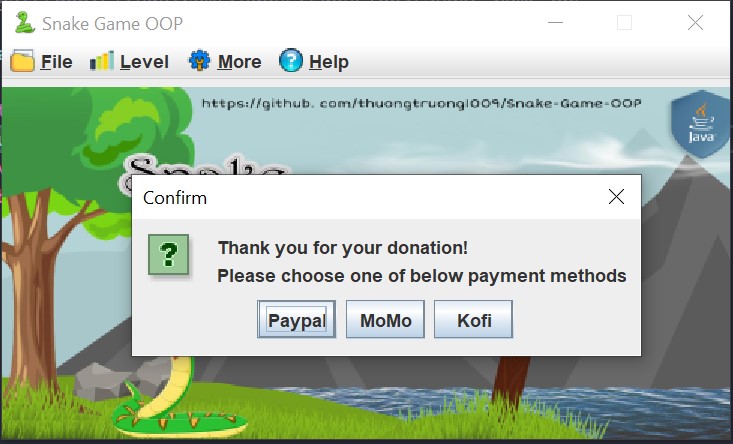 Snake Game OOP
File Level More Help
https://github.com/thuongtruong1009/Snake-Game-OOP
Java
Snake
Confirm
?
Thank you for your donation!
Please choose one of below payment methods
Paypal MoMo Kofi